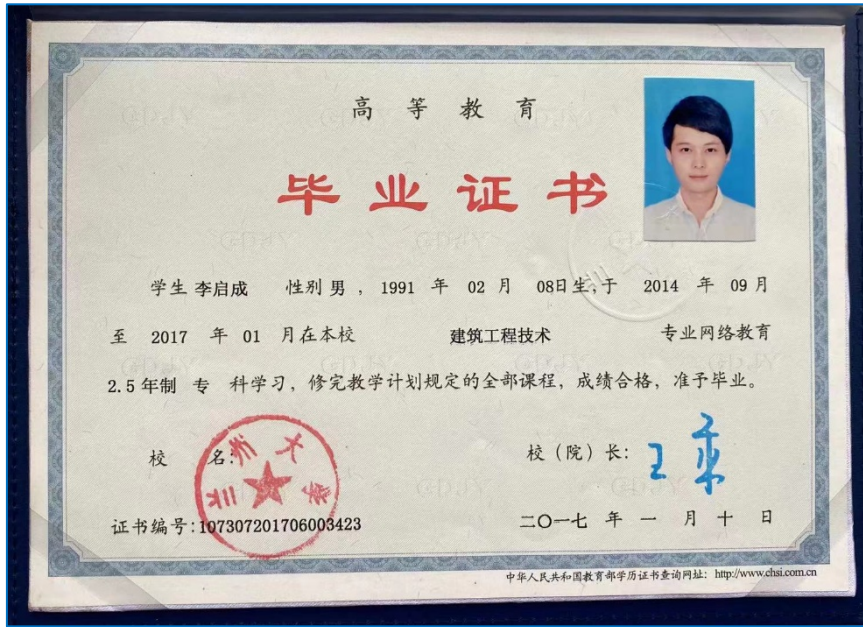 高等教育
毕业证书
学生 李启成 性别 男 , 1991 年 02 月 08日生,于 2014 年 09月
至 2017 年 01 月在本校 建筑工程技术 专业网络教育
2.5年制 专 科学习，修完教学计划规定的全部课程，成绩合格，准予毕业。
校 名: 校（院）长:
兰州大学
证书编号:107307201706003423 二〇一七 年 一 月 十 日
中华人民共和国教育部学历证书查询网址：http://www.chsi.com.cn